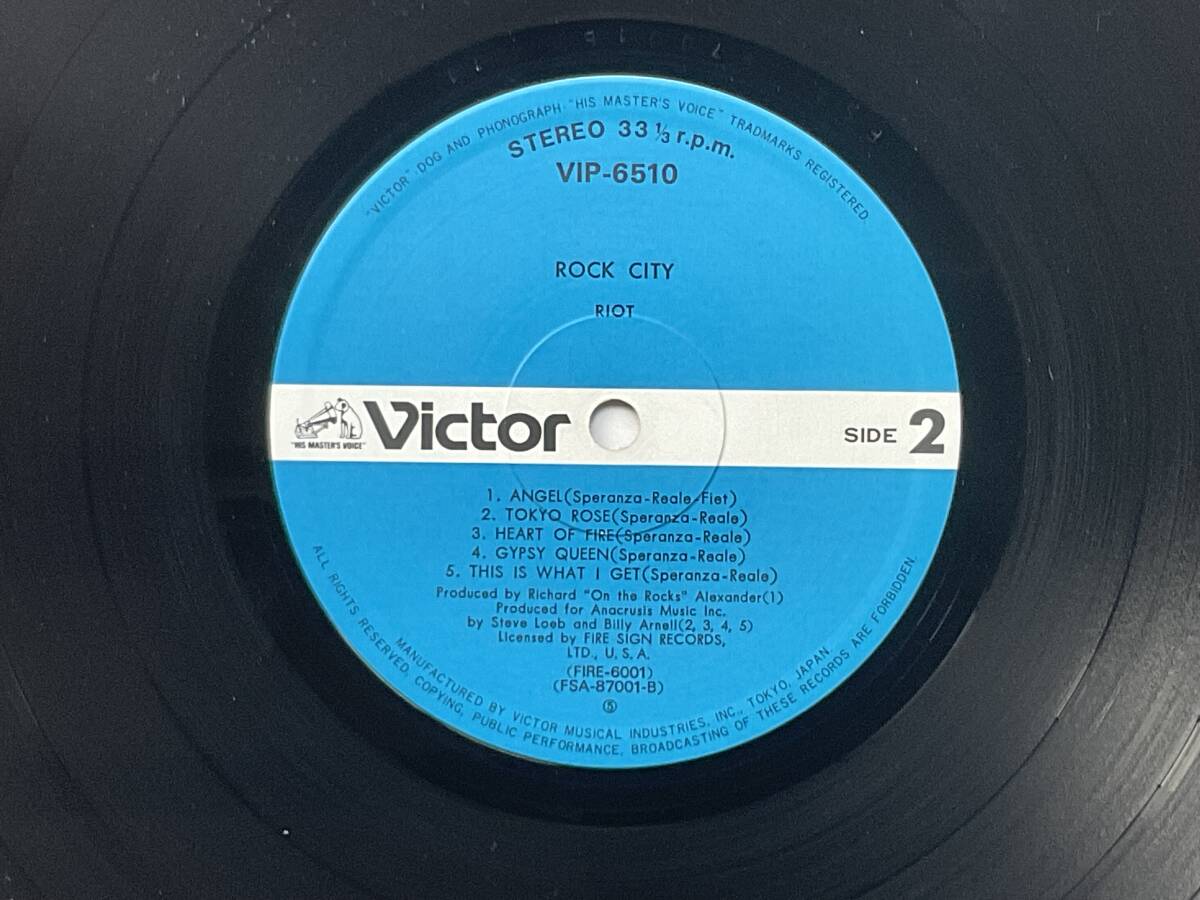 "VICTOR"·DOG AND PHONOGRAPH·"HIS MASTER'S VOICE" TRADMARKS REGISTERED.
STEREO 33 ⅓ r.p.m.
VIP-6510
ROCK CITY
RIOT
"HIS MASTER'S VOICE"
Victor
SIDE 2
1. ANGEL(Speranza-Reale-Fiet)
2. TOKYO ROSE(Speranza-Reale)
3. HEART OF FIRE(Speranza-Reale)
4. GYPSY QUEEN(Speranza-Reale)
5. THIS IS WHAT I GET(Speranza-Reale)
Produced by Richard "On the Rocks" Alexander(1)
Produced for Anacrusis Music Inc.
by Steve Loeb and Billy Arnell(2, 3, 4, 5)
Licensed by FIRE SIGN RECORDS,
LTD., U.S.A.
(FIRE-6001)
(FSA-87001-B)
⑤
MANUFACTURED BY VICTOR MUSICAL INDUSTRIES, INC., TOKYO, JAPAN.
ALL RIGHTS RESERVED, COPYING, PUBLIC PERFORMANCE, BROADCASTING OF THESE RECORDS ARE FORBIDDEN.